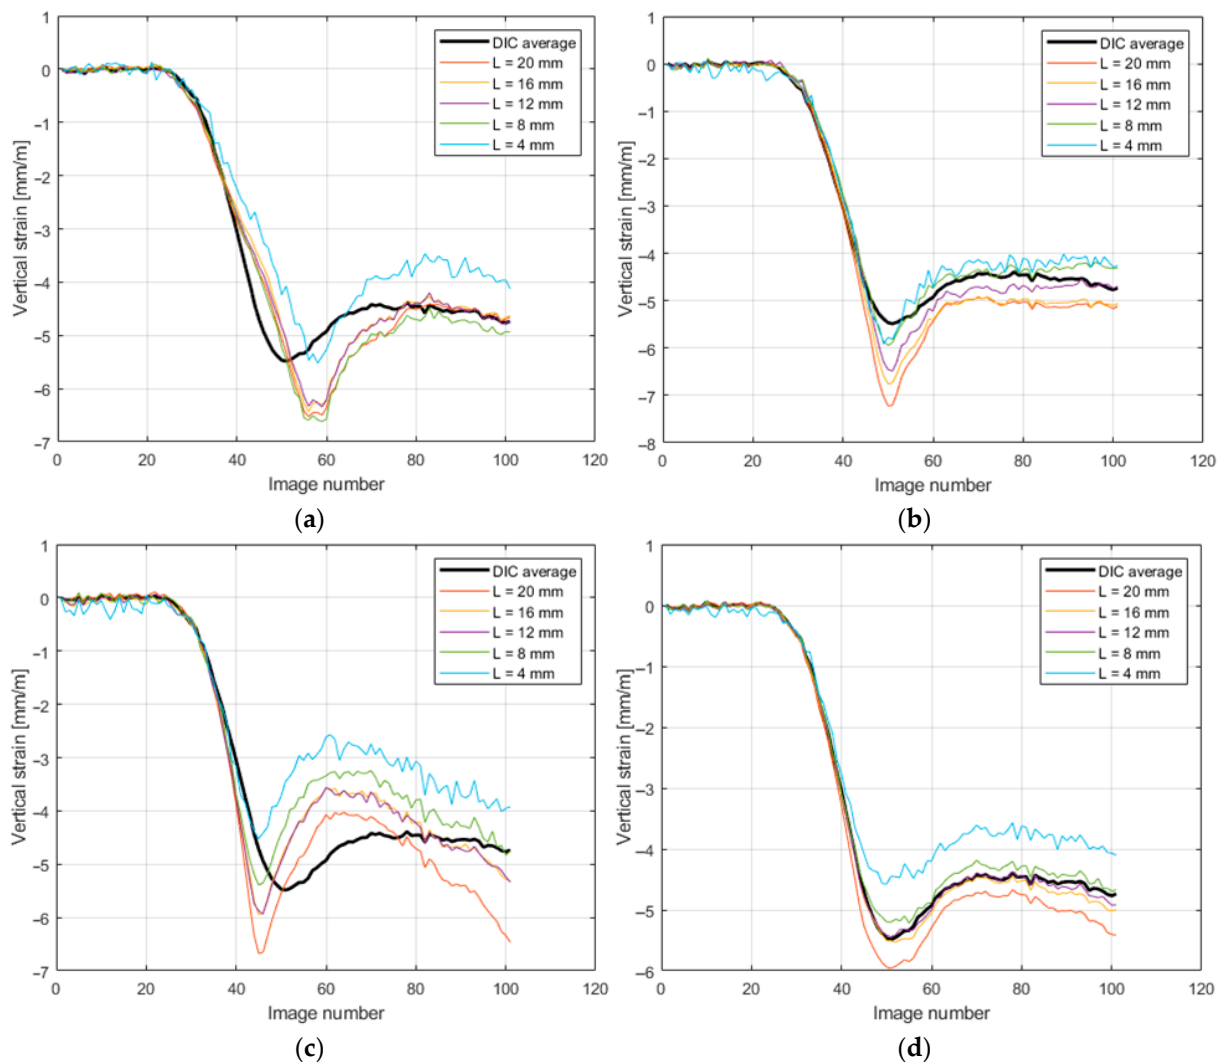 1
0
−1
−2
−3
−4
−5
−6
−7
Vertical strain [mm/m]
DIC average
L = 20 mm
L = 16 mm
L = 12 mm
L = 8 mm
L = 4 mm
0 20 40 60 80 100 120
Image number
(a)
1
0
−1
−2
−3
−4
−5
−6
−7
−8
Vertical strain [mm/m]
DIC average
L = 20 mm
L = 16 mm
L = 12 mm
L = 8 mm
L = 4 mm
0 20 40 60 80 100 120
Image number
(b)
1
0
−1
−2
−3
−4
−5
−6
−7
Vertical strain [mm/m]
DIC average
L = 20 mm
L = 16 mm
L = 12 mm
L = 8 mm
L = 4 mm
0 20 40 60 80 100 120
Image number
(c)
1
0
−1
−2
−3
−4
−5
−6
Vertical strain [mm/m]
DIC average
L = 20 mm
L = 16 mm
L = 12 mm
L = 8 mm
L = 4 mm
0 20 40 60 80 100 120
Image number
(d)